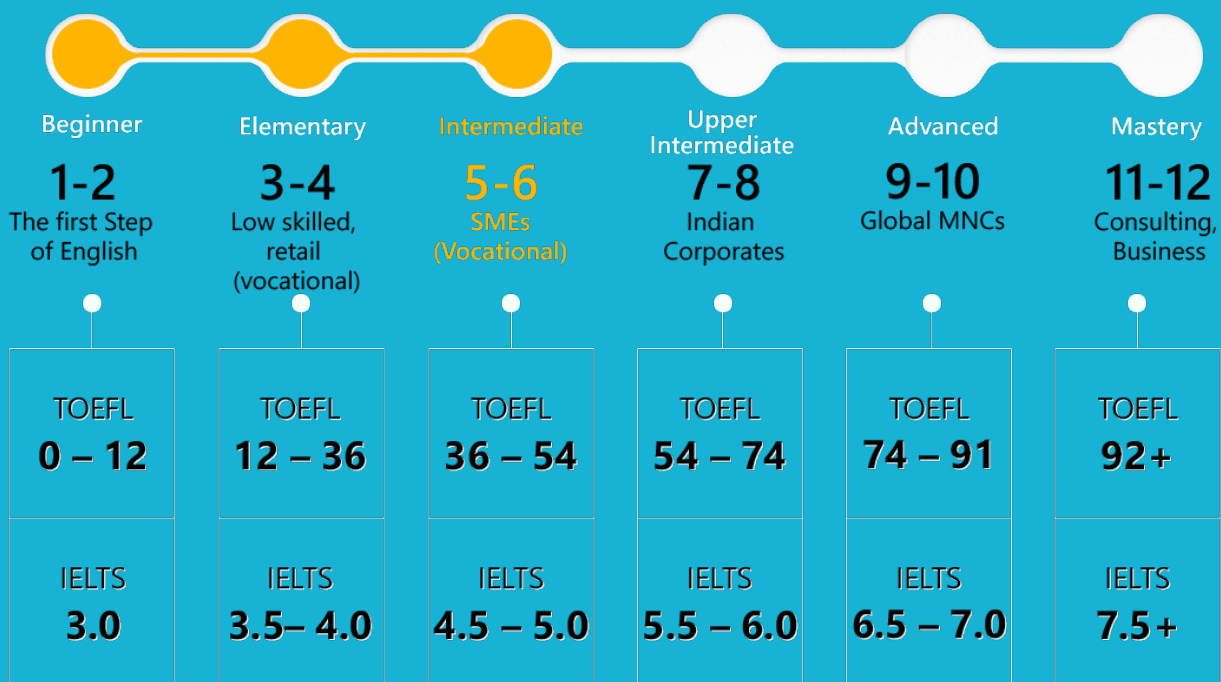 Beginner
1-2
The first Step
of English
Elementary
3-4
Low skilled,
retail
(vocational)
Intermediate
5-6
SMEs
(Vocational)
Upper
Intermediate
7-8
Indian
Corporates
Advanced
9-10
Global MNCs
Mastery
11-12
Consulting,
Business
TOEFL
0 – 12
TOEFL
12 – 36
TOEFL
36 – 54
TOEFL
54 – 74
TOEFL
74 – 91
TOEFL
92+
IELTS
3.0
IELTS
3.5– 4.0
IELTS
4.5 – 5.0
IELTS
5.5 – 6.0
IELTS
6.5 – 7.0
IELTS
7.5+